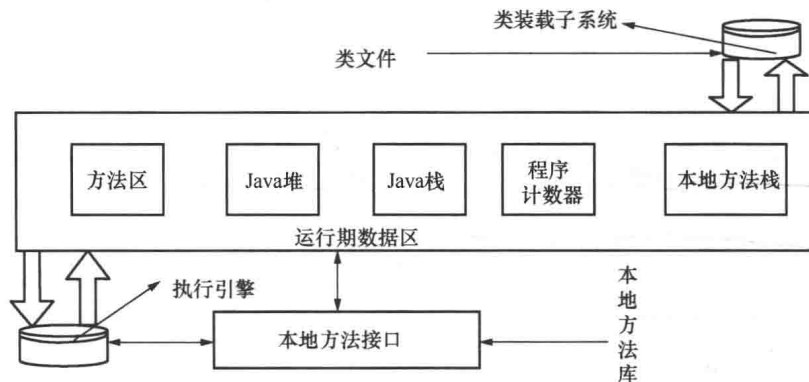 类装载子系统
类文件
方法区
Java堆
Java栈
程序
计数器
本地方法栈
运行期数据区
执行引擎
本地方法接口
本
地
方
法
库